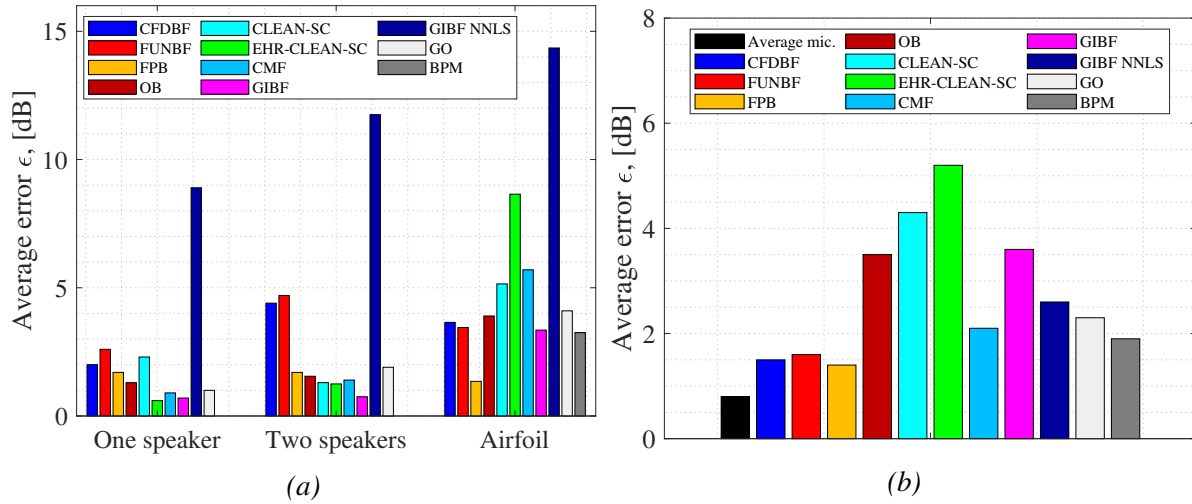 CFDBF CLEAN-SC GIBF NNLS
FUNBF EHR-CLEAN-SC GO
FPB CMF BPM
OB GIBF
15
10
5
0
Average error ϵ, [dB]
One speaker Two speakers Airfoil
(a)
Average mic. OB GIBF
CFDBF CLEAN-SC GIBF NNLS
FUNBF EHR-CLEAN-SC GO
FPB CMF BPM
8
6
4
2
0
Average error ϵ, [dB]
(b)